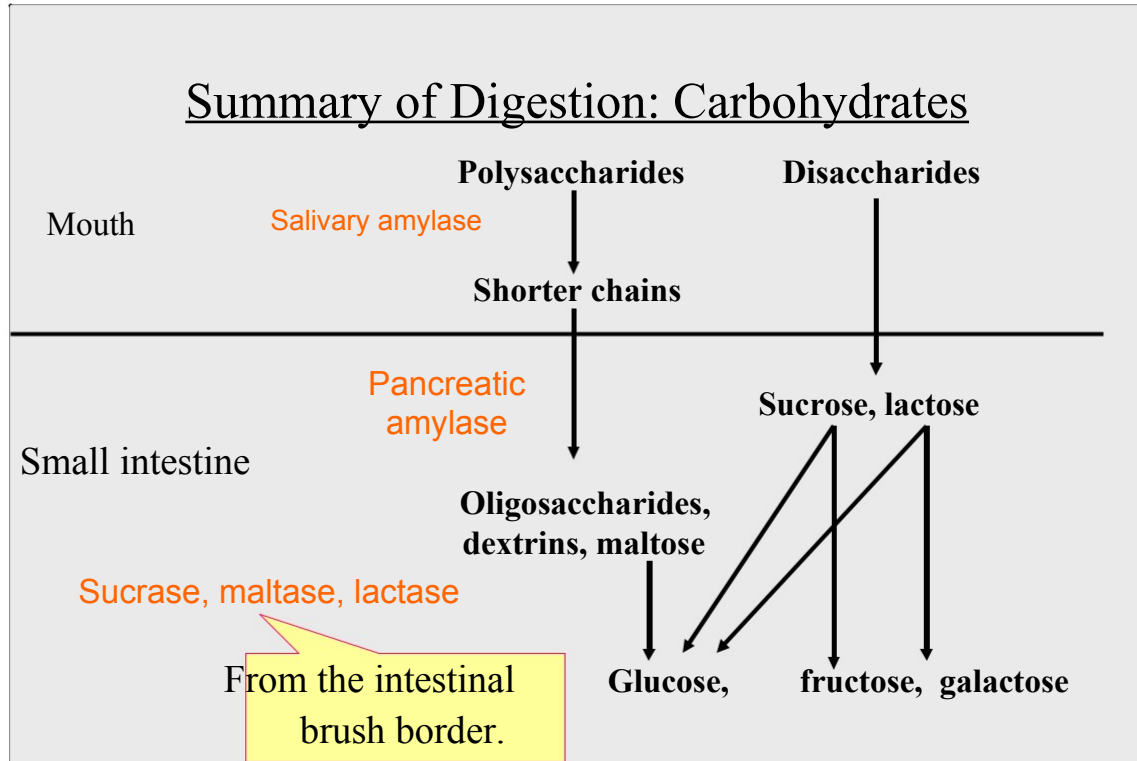 Summary of Digestion: Carbohydrates
Polysaccharides Disaccharides
Mouth Salivary amylase
Shorter chains
Pancreatic
amylase
Sucrose, lactose
Small intestine
Oligosaccharides,
dextrins, maltose
Sucrase, maltase, lactase
From the intestinal
brush border.
Glucose, fructose, galactose